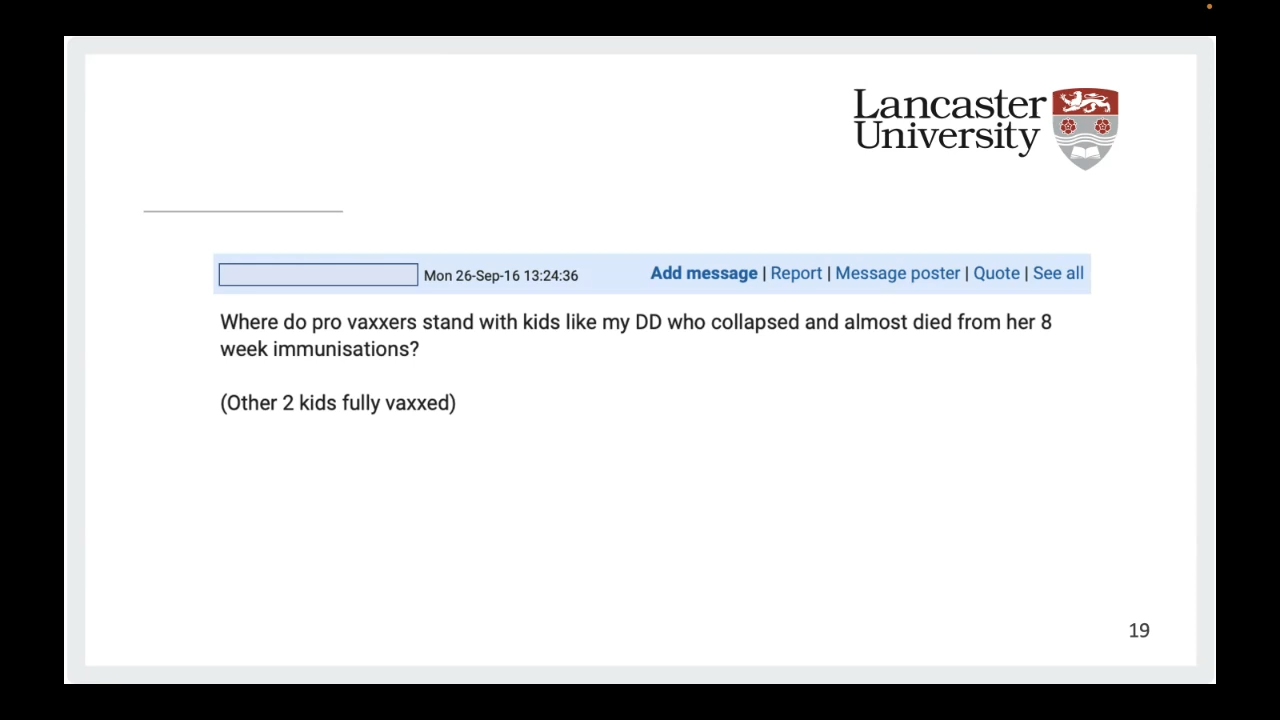 Lancaster
University
Mon 26-Sep-16 13:24:36 Add message | Report | Message poster | Quote | See all
Where do pro vaxxers stand with kids like my DD who collapsed and almost died from her 8
week immunisations?
(Other 2 kids fully vaxxed)
19